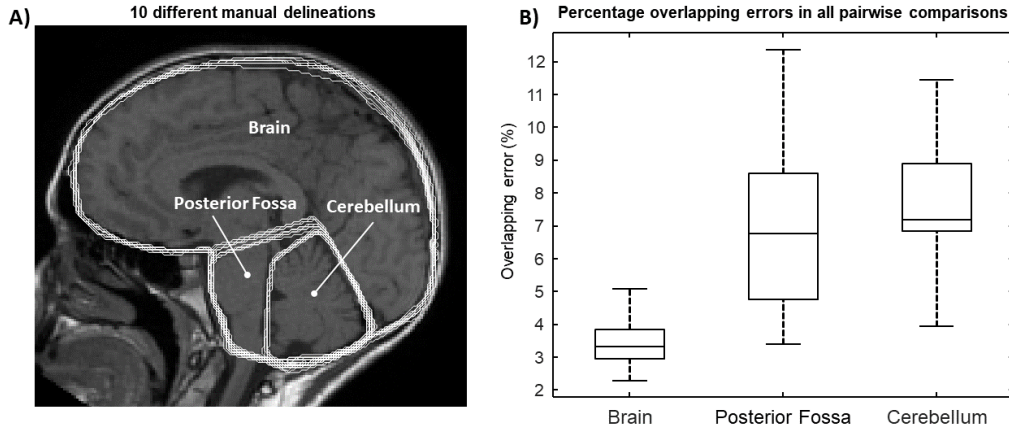 A)
10 different manual delineations
Brain
Posterior Fossa
Cerebellum
B)
Percentage overlapping errors in all pairwise comparisons
Overlapping error (%)
12
11
10
9
8
7
6
5
4
3
2
Brain
Posterior Fossa
Cerebellum